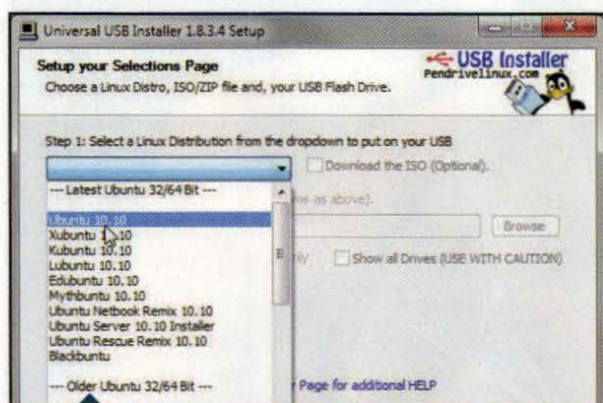 Universal USB Installer 1.8.3.4 Setup
Setup your Selections Page
Choose a Linux Distro, ISO/ZIP file and, your USB Flash Drive.
USB Installer
Pendrivelinux.com
Step 1: Select a Linux Distribution from the dropdown to put on your USB
Download the ISO (Optional).
--- Latest Ubuntu 32/64 Bit ---
as above).
Ubuntu 10.10
Browse
Xubuntu 10.10
Kubuntu 10.10
Show all Drives (USE WITH CAUTION)
Lubuntu 10.10
Edubuntu 10.10
Mythbuntu 10.10
Ubuntu Netbook Remix 10.10
Ubuntu Server 10.10 Installer
Ubuntu Rescue Remix 10.10
Blackbuntu
--- Older Ubuntu 32/64 Bit ---
Page for additional HELP